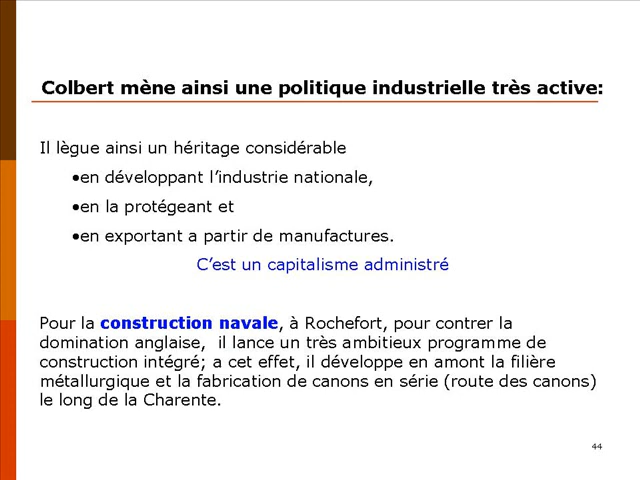 Colbert mène ainsi une politique industrielle très active:
Il lègue ainsi un héritage considérable
•en développant l’industrie nationale,
•en la protégeant et
•en exportant a partir de manufactures.
C’est un capitalisme administré
Pour la construction navale, à Rochefort, pour contrer la
domination anglaise,  il lance un très ambitieux programme de
construction intégré; a cet effet, il développe en amont la filière
métallurgique et la fabrication de canons en série (route des canons)
le long de la Charente.
44